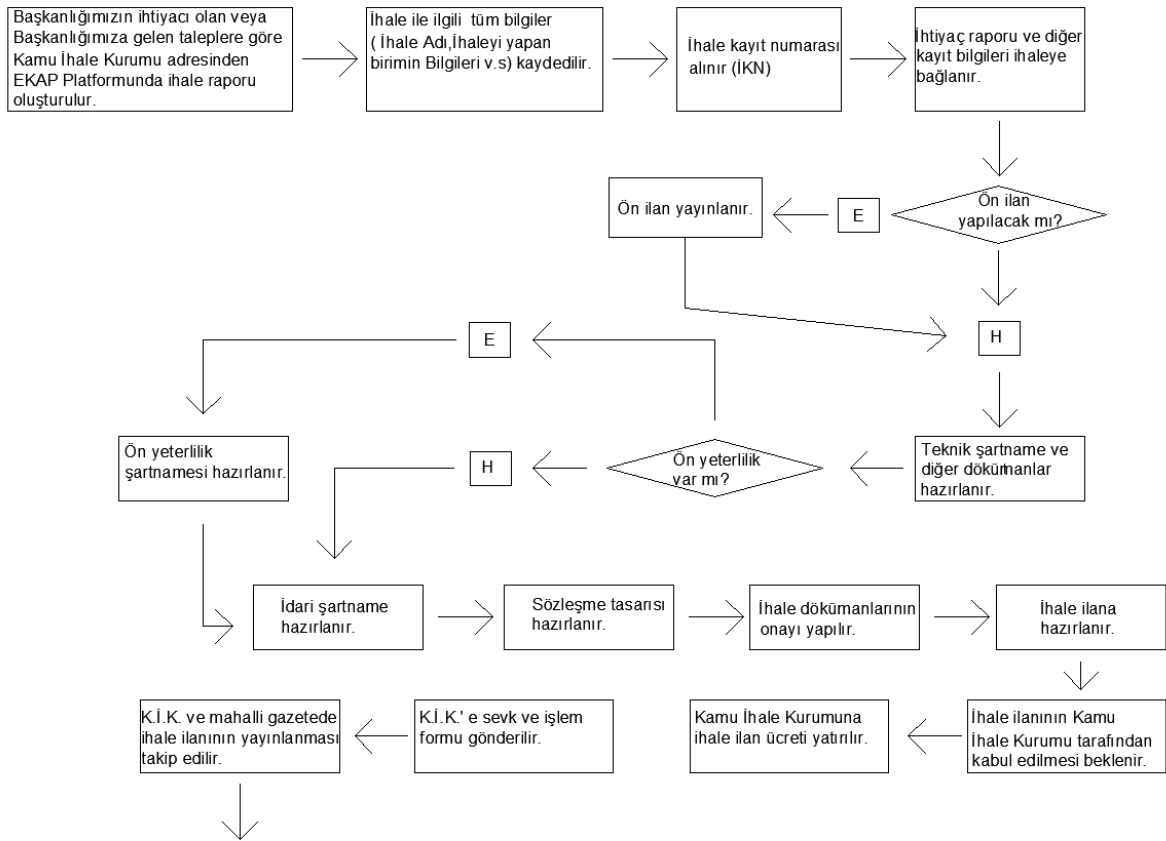 Başkanlığımızın ihtiyacı olan veya
Başkanlığımıza gelen taleplere göre
Kamu İhale Kurumu adresinden
EKAP Platformunda ihale raporu
oluşturulur.
İhale ile ilgili tüm bilgiler
( İhale Adı,İhaleyi yapan
birimin Bilgileri v.s) kaydedilir.
İhale kayıt numarası
alınır (İKN)
İhtiyaç raporu ve diğer
kayıt bilgileri ihaleye
bağlanır.
Ön ilan
yapılacak mı?
E
Ön ilan yayınlanır.
H
Teknik şartname ve
diğer dökümanlar
hazırlanır.
Ön yeterlilik
var mı?
E
H
Ön yeterlilik
şartnamesi hazırlanır.
İdari şartname
hazırlanır.
Sözleşme tasarısı
hazırlanır.
İhale dökümanlarının
onayı yapılır.
İhale ilana
hazırlanır.
İhale ilanının Kamu
İhale Kurumu tarafından
kabul edilmesi beklenir.
Kamu İhale Kurumuna
ihale ilan ücreti yatırılır.
K.İ.K.' e sevk ve işlem
formu gönderilir.
K.İ.K. ve mahalli gazetede
ihale ilanının yayınlanması
takip edilir.